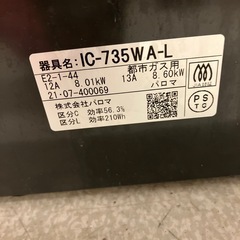 器具名: IC-735WA-L
E2-1-44 都市ガス用
12A 8.01kW 13A 8.60kW
21・07-400069 パロマ
株式会社パロマ
区分C 効率56.3%
区分L 効率210Wh
PS
TG